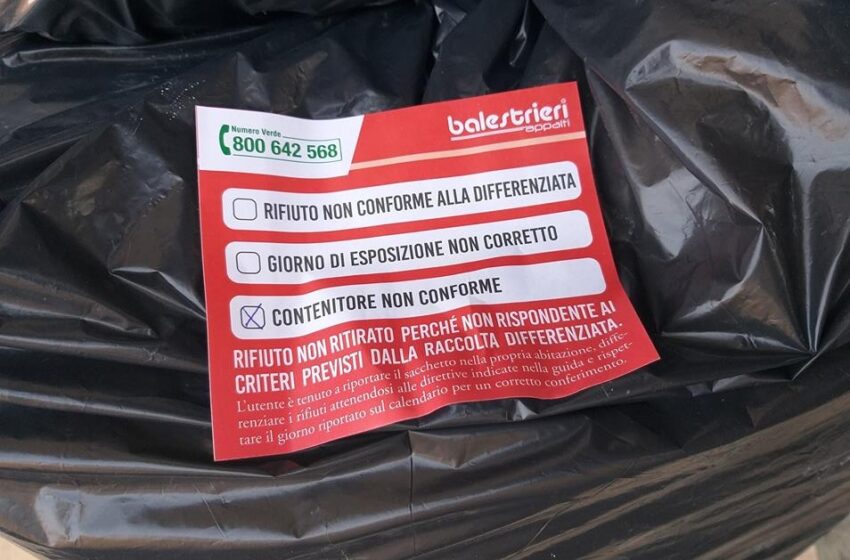 Numero Verde
800 642 568
balestrieri
appalti
RIFIUTO NON CONFORME ALLA DIFFERENZIATA
GIORNO DI ESPOSIZIONE NON CORRETTO
CONTENITORE NON CONFORME
RIFIUTO NON RITIRATO PERCHÉ NON RISPONDENTE AI
CRITERI PREVISTI DALLA RACCOLTA DIFFERENZIATA.
L'utente è tenuto a riportare il sacchetto nella propria abitazione, diffe-
renziare i rifiuti attenendosi alle direttive indicate nella guida e rispet-
tare il giorno riportato sul calendario per un corretto conferimento.